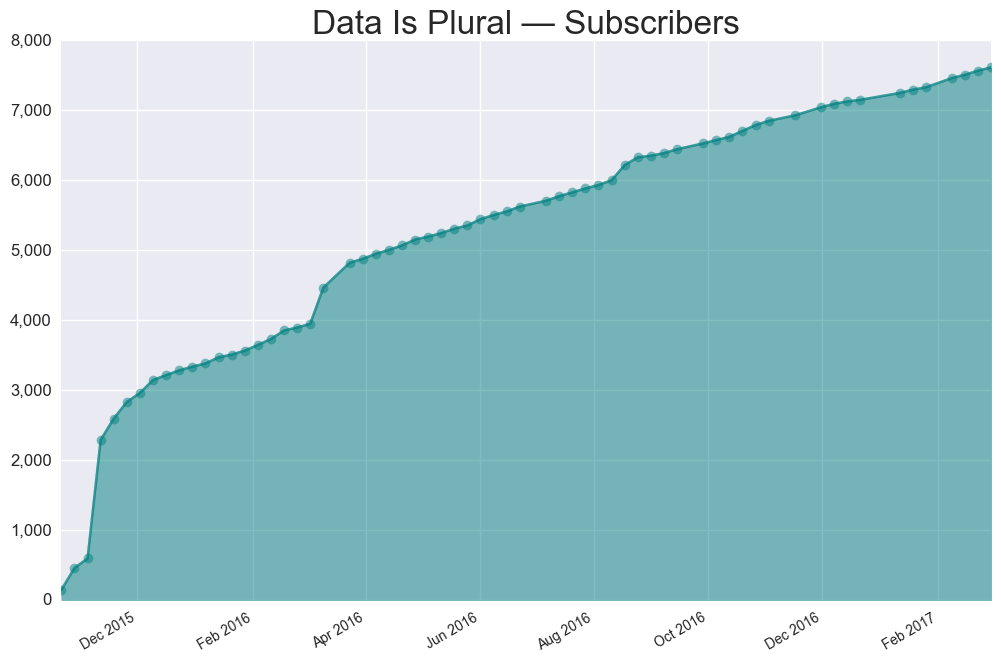 Data Is Plural — Subscribers
8,000
7,000
6,000
5,000
4,000
3,000
2,000
1,000
0
Dec 2015
Feb 2016
Apr 2016
Jun 2016
Aug 2016
Oct 2016
Dec 2016
Feb 2017